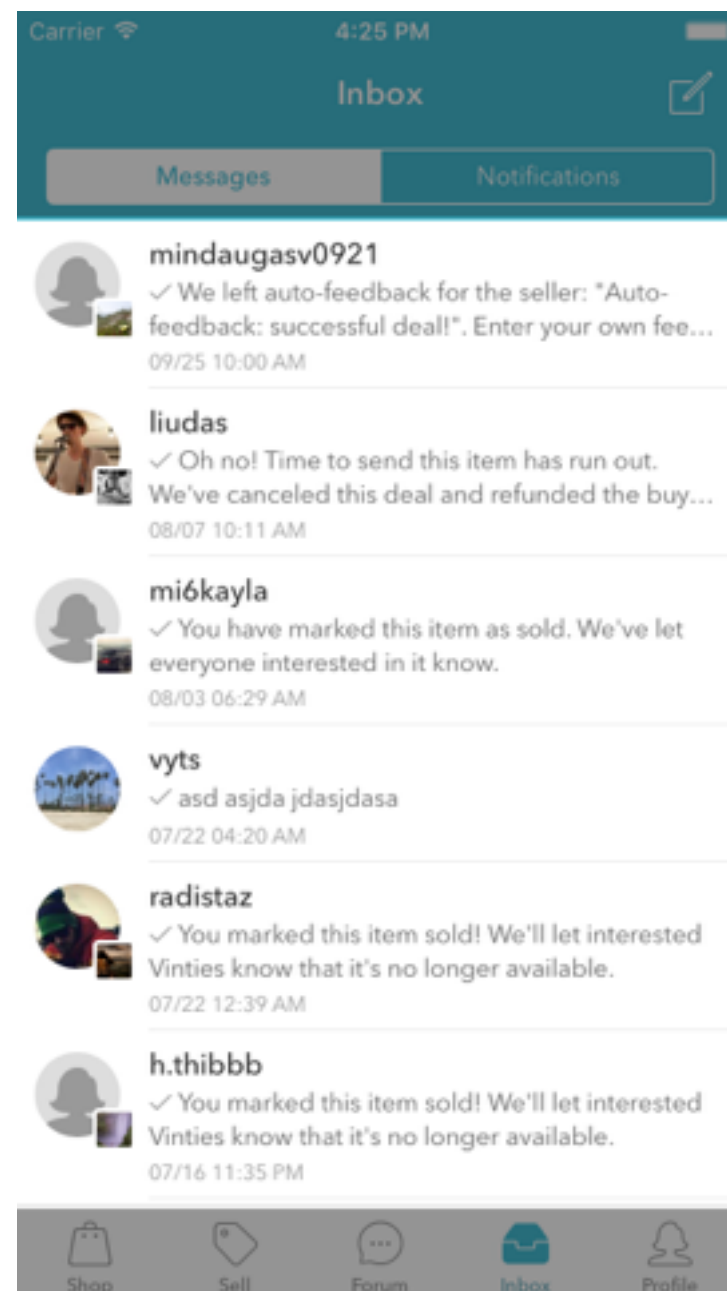 Carrier 4:25 PM
Inbox
Messages Notifications
mindaugasv0921
✓ We left auto-feedback for the seller: "Auto-
feedback: successful deal!". Enter your own fee...
09/25 10:00 AM
liudas
✓ Oh no! Time to send this item has run out.
We've canceled this deal and refunded the buy...
08/07 10:11 AM
mi6kayla
✓ You have marked this item as sold. We've let
everyone interested in it know.
08/03 06:29 AM
vyts
✓ asd asjda jdasjdasa
07/22 04:20 AM
radistaz
✓ You marked this item sold! We'll let interested
Vinties know that it's no longer available.
07/22 12:39 AM
h.thibbb
✓ You marked this item sold! We'll let interested
Vinties know that it's no longer available.
07/16 11:35 PM
Shop Sell Forum Inbox Profile